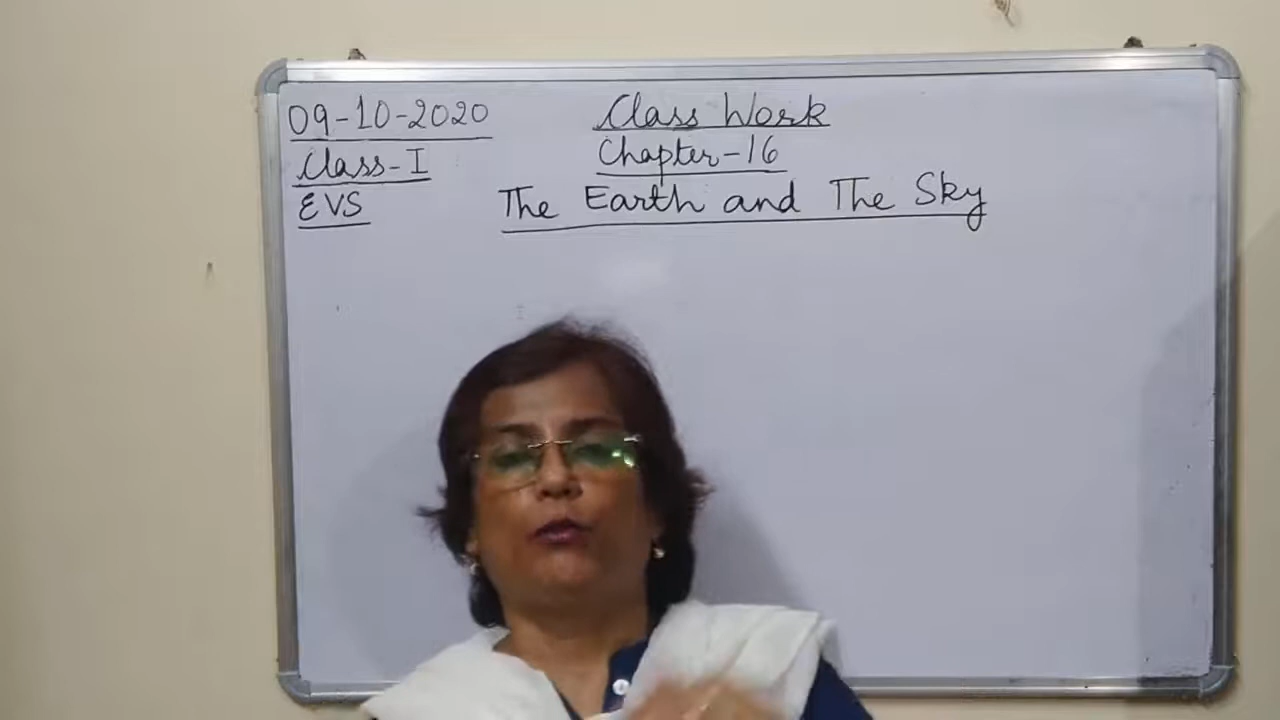 09-10-2020
Class-I
EVS
Class Work
Chapter-16
The Earth and The Sky